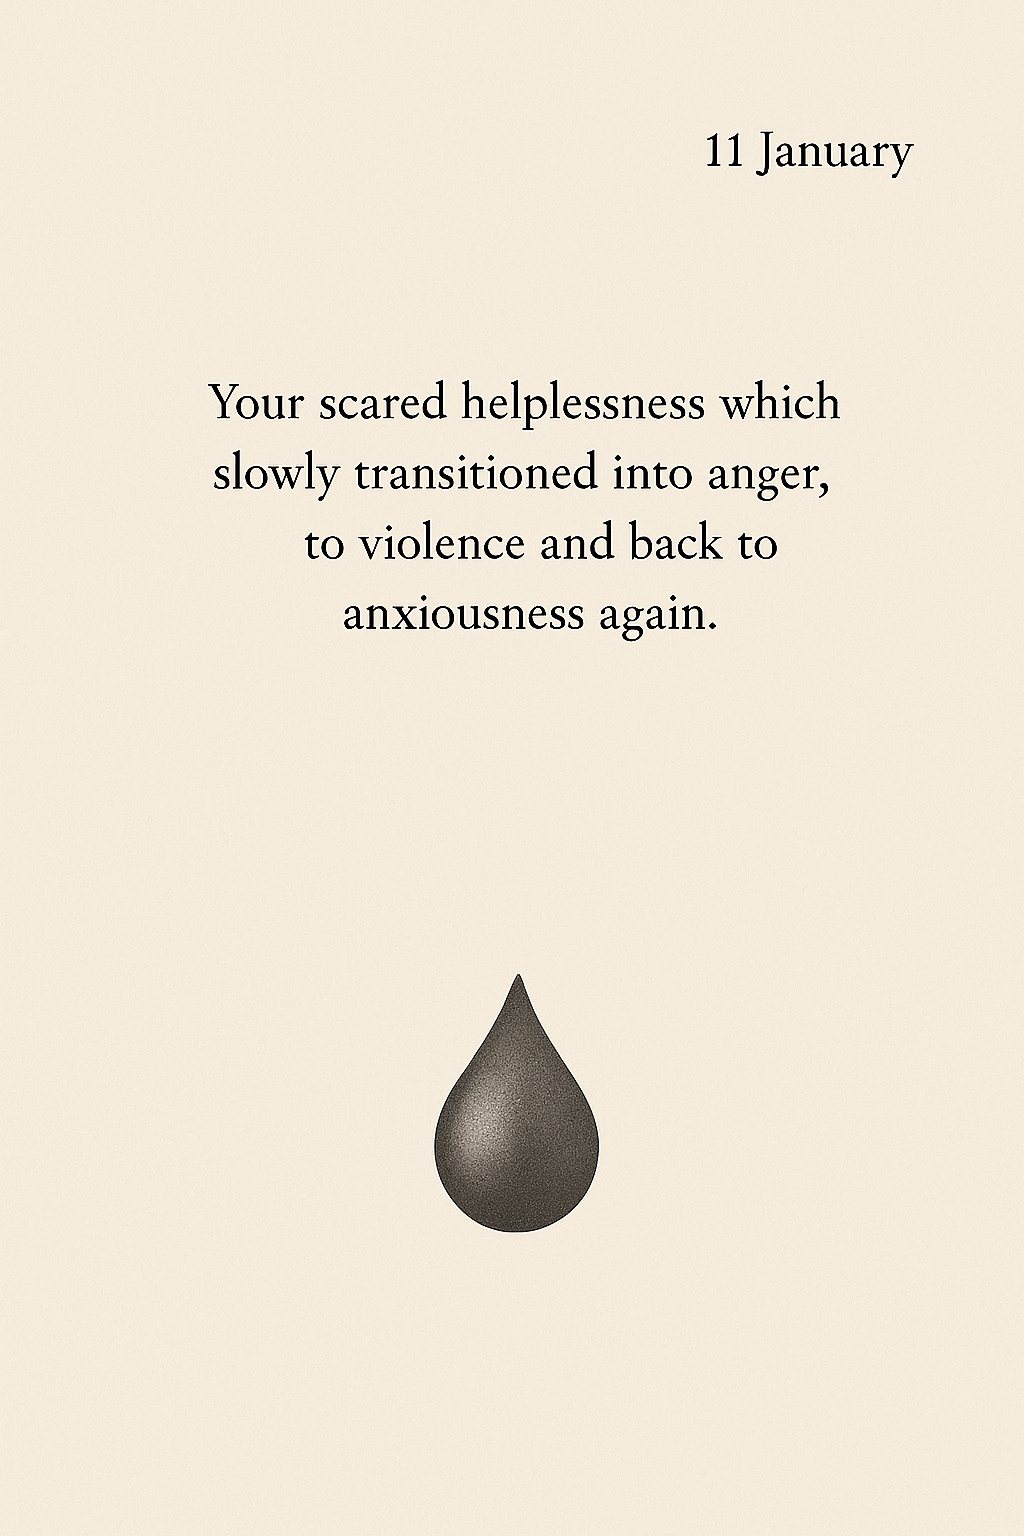 11 January
Your scared helplessness which
slowly transitioned into anger,
to violence and back to
anxiousness again.